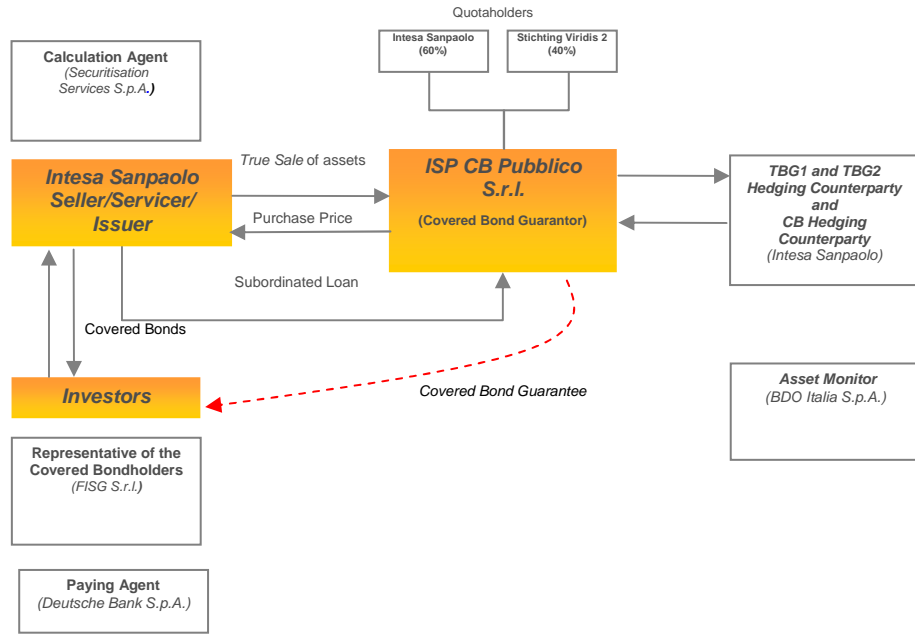 Quotaholders
Intesa Sanpaolo
(60%)
Stichting Viridis 2
(40%)
Calculation Agent
(Securitisation
Services S.p.A.)
Intesa Sanpaolo
Seller/Servicer/
Issuer
True Sale of assets
Purchase Price
ISP CB Pubblico
S.r.l.
(Covered Bond Guarantor)
TBG1 and TBG2
Hedging Counterparty
and
CB Hedging
Counterparty
(Intesa Sanpaolo)
Subordinated Loan
Covered Bonds
Investors
Covered Bond Guarantee
Asset Monitor
(BDO Italia S.p.A.)
Representative of the
Covered Bondholders
(FISG S.r.l.)
Paying Agent
(Deutsche Bank S.p.A.)